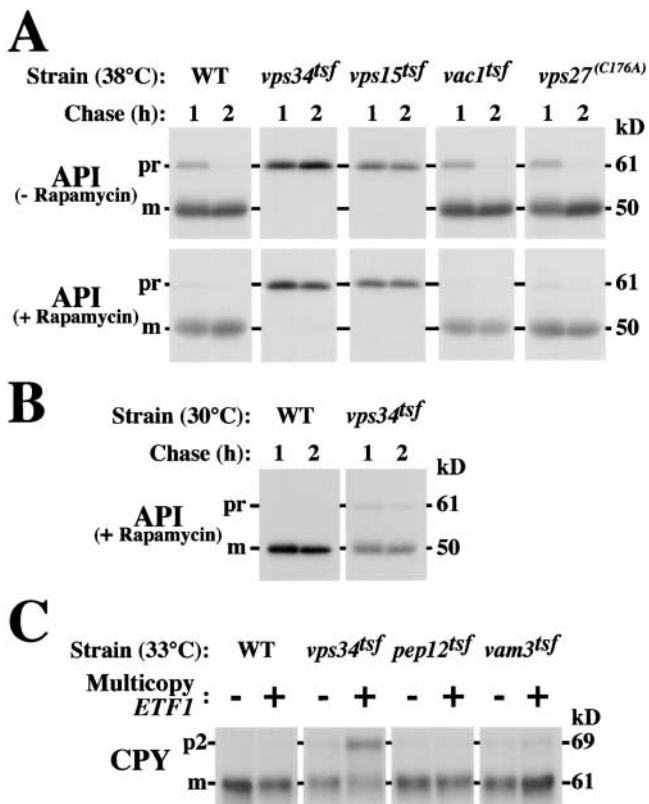 A
Strain (38°C): WT vps34tsf vps15tsf vac1tsf vps27(C176A)
Chase (h): 1 2 1 2 1 2 1 2 1 2
kD
API (- Rapamycin)
pr 61
m 50
API (+ Rapamycin)
pr 61
m 50
B
Strain (30°C): WT vps34tsf
Chase (h): 1 2 1 2
kD
API (+ Rapamycin)
pr 61
m 50
C
Strain (33°C): WT vps34tsf pep12tsf vam3tsf
Multicopy ETF1 : - + - + - + - +
kD
CPY
p2 69
m 61